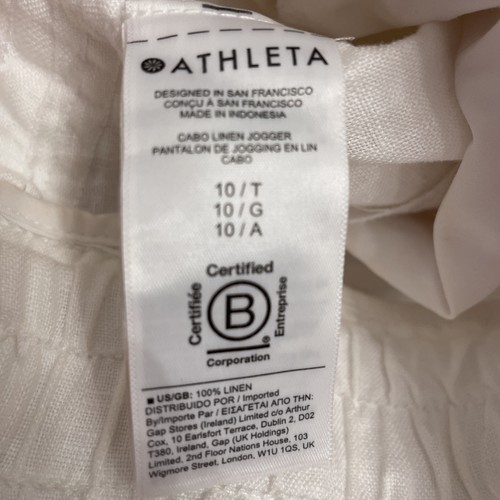 ATHLETA
DESIGNED IN SAN FRANCISCO
CONÇU À SAN FRANCISCO
MADE IN INDONESIA
CABO LINEN JOGGER
PANTALON DE JOGGING EN LIN
CABO
10 / T
10 / G
10 / A
Certified
Certifiée
B
®
Entreprise
Corporation
US/GB: 100% LINEN
DISTRIBUIDO POR / Imported
By/Importe Par / ΕΙΣΑΓΕΤΑΙ ΑΠΟ ΤΗΝ:
Gap Stores (Ireland) Limited c/o Arthur
Cox, 10 Earlsfort Terrace, Dublin 2, D02
T380, Ireland, Gap (UK Holdings)
Limited, 2nd Floor Nations House, 103
Wigmore Street, London, W1U 1QS, UK